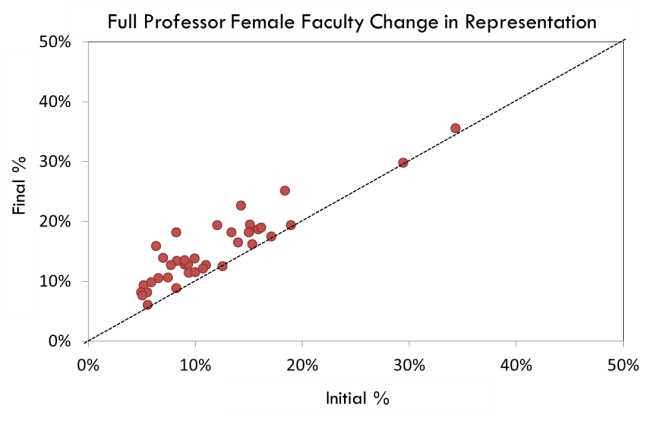 Full Professor Female Faculty Change in Representation
50%
40%
30%
20%
10%
0%
Final %
0% 10% 20% 30% 40% 50%
Initial %